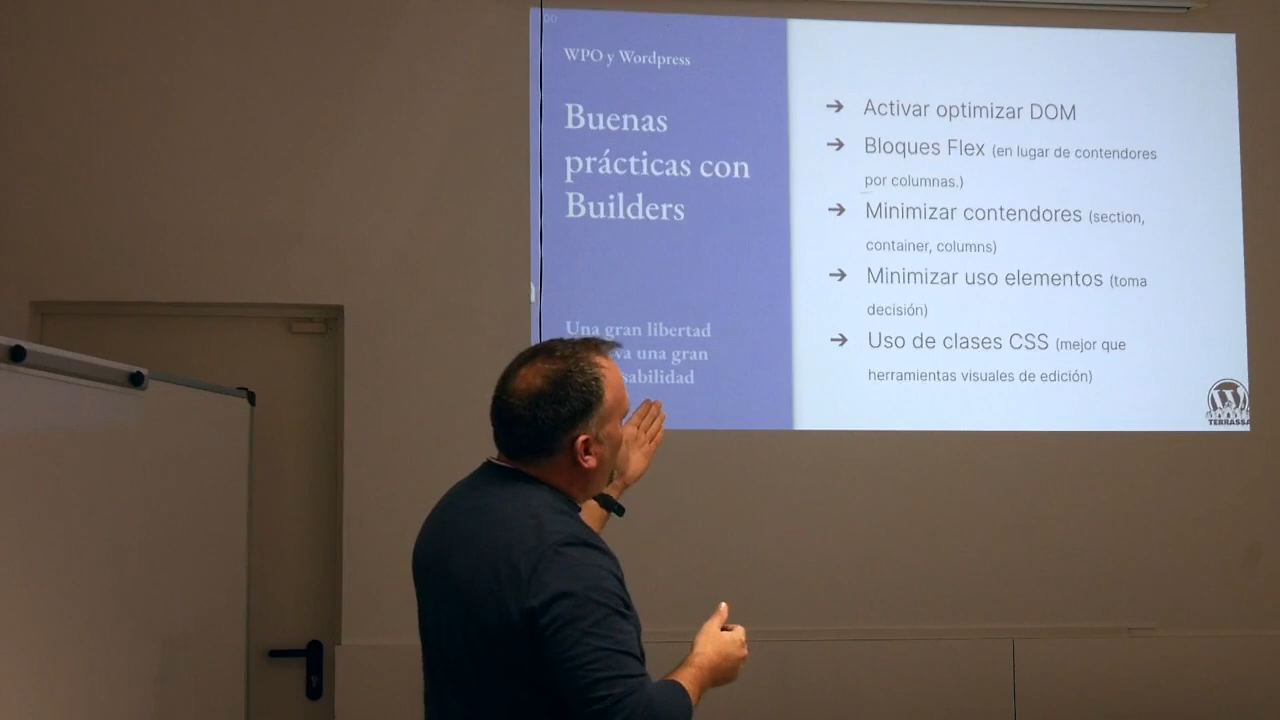 WPO y Wordpress
Buenas
prácticas con
Builders
Una gran libertad
una gran
➔ Activar optimizar DOM
➔ Bloques Flex (en lugar de contendores
por columnas.)
➔ Minimizar contendores (section,
container, columns)
➔ Minimizar uso elementos (toma
decisión)
➔ Uso de clases CSS (mejor que
herramientas visuales de edición)
TERRASSA